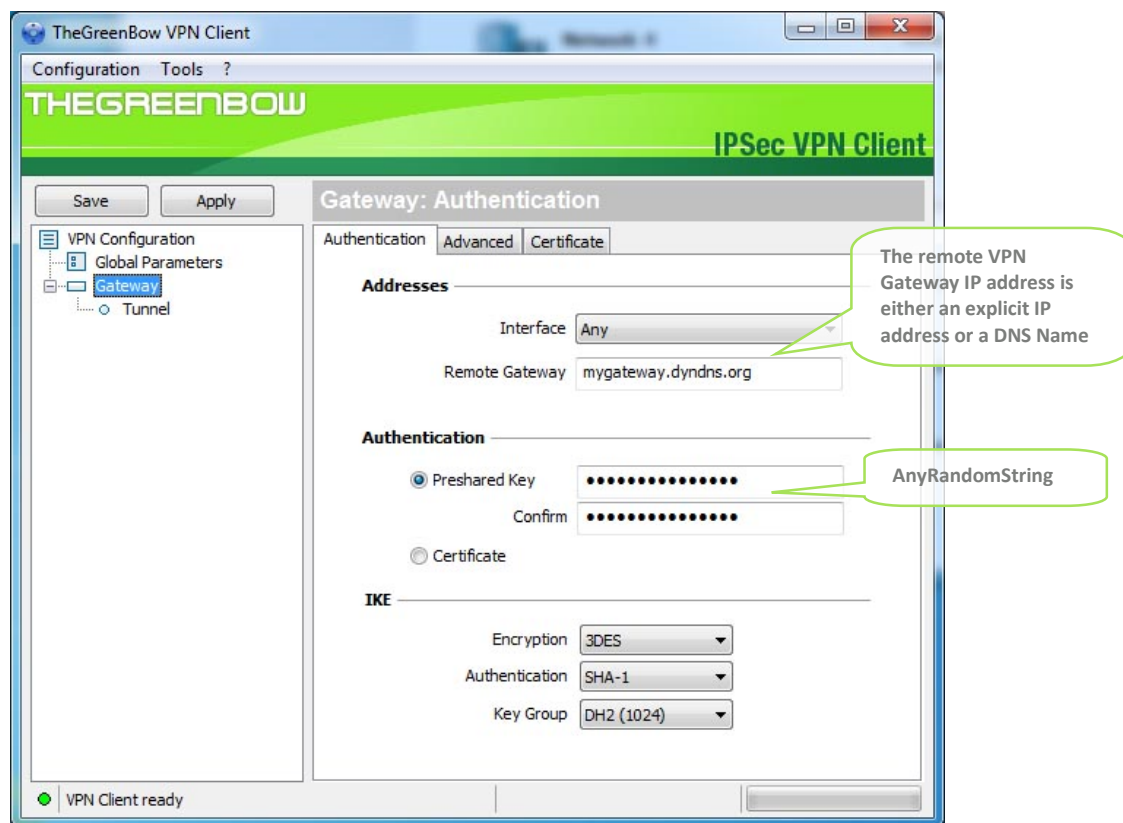 TheGreenBow VPN Client
Configuration Tools ?
THEGREENBOW
IPSec VPN Client
Save Apply
Gateway: Authentication
VPN Configuration
Global Parameters
Gateway
Tunnel
Authentication Advanced Certificate
Addresses
Interface Any
Remote Gateway mygateway.dyndns.org
The remote VPN
Gateway IP address is
either an explicit IP
address or a DNS Name
Authentication
Preshared Key •••••••••••••••
AnyRandomString
Confirm •••••••••••••••
Certificate
IKE
Encryption 3DES
Authentication SHA-1
Key Group DH2 (1024)
VPN Client ready